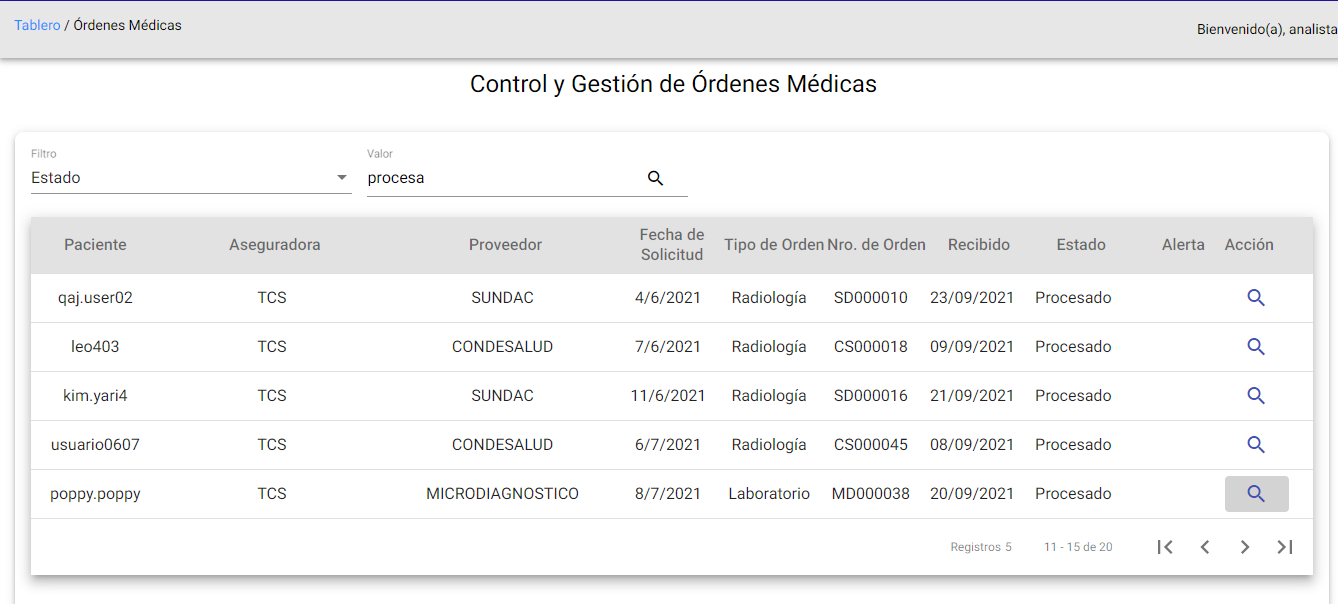 Tablero / Órdenes Médicas
Bienvenido(a), analista
Control y Gestión de Órdenes Médicas
Filtro
Valor
Estado
procesa
Paciente Aseguradora Proveedor Fecha de Solicitud Tipo de Orden Nro. de Orden Recibido Estado Alerta Acción
qaj.user02 TCS SUNDAC 4/6/2021 Radiología SD000010 23/09/2021 Procesado
leo403 TCS CONDESALUD 7/6/2021 Radiología CS000018 09/09/2021 Procesado
kim.yari4 TCS SUNDAC 11/6/2021 Radiología SD000016 21/09/2021 Procesado
usuario0607 TCS CONDESALUD 6/7/2021 Radiología CS000045 08/09/2021 Procesado
poppy.poppy TCS MICRODIAGNOSTICO 8/7/2021 Laboratorio MD000038 20/09/2021 Procesado
Registros 5 11 - 15 de 20